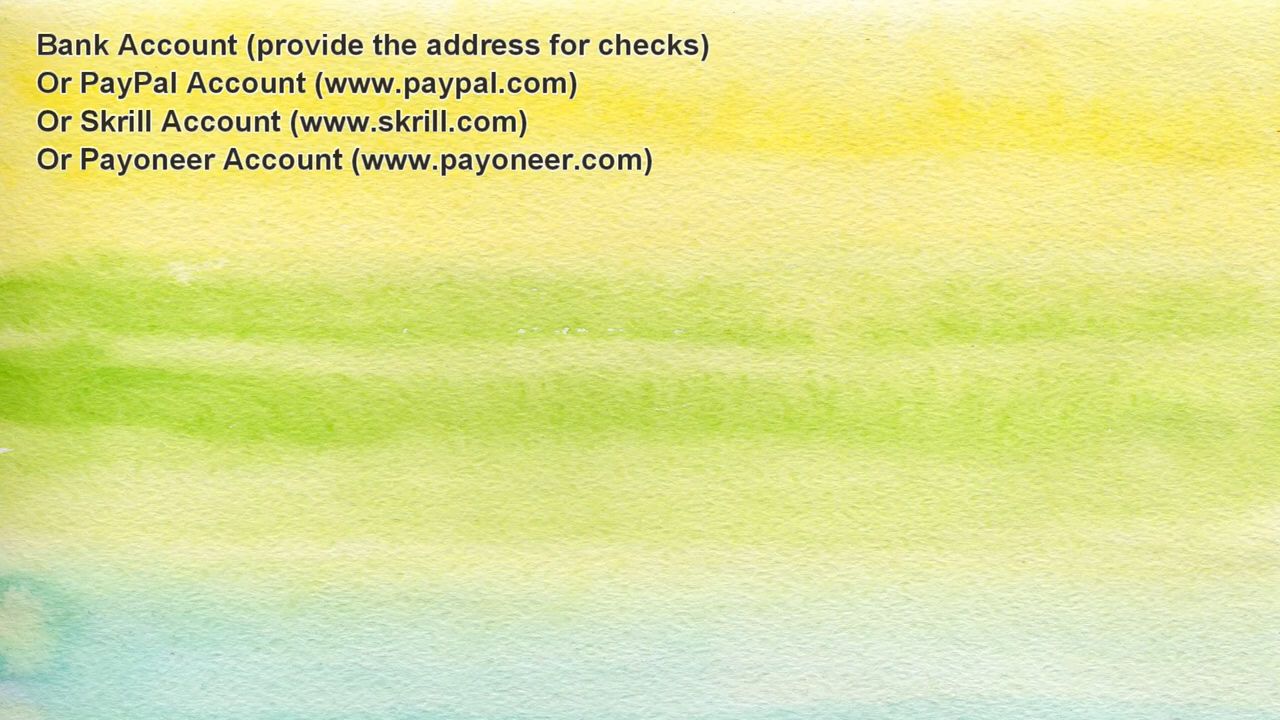 Bank Account (provide the address for checks)
Or PayPal Account (www.paypal.com)
Or Skrill Account (www.skrill.com)
Or Payoneer Account (www.payoneer.com)